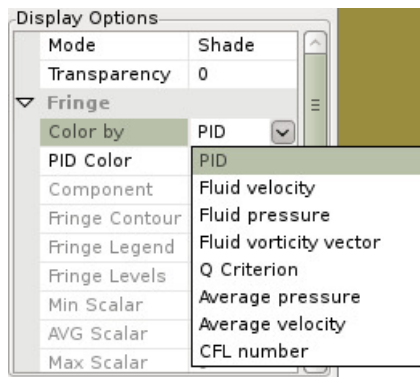 Display Options
Mode Shade
Transparency 0
Fringe
Color by PID
PID Color PID
Component Fluid velocity
Fringe Contour Fluid pressure
Fringe Legend Fluid vorticity vector
Fringe Levels Q Criterion
Min Scalar Average pressure
AVG Scalar Average velocity
Max Scalar CFL number